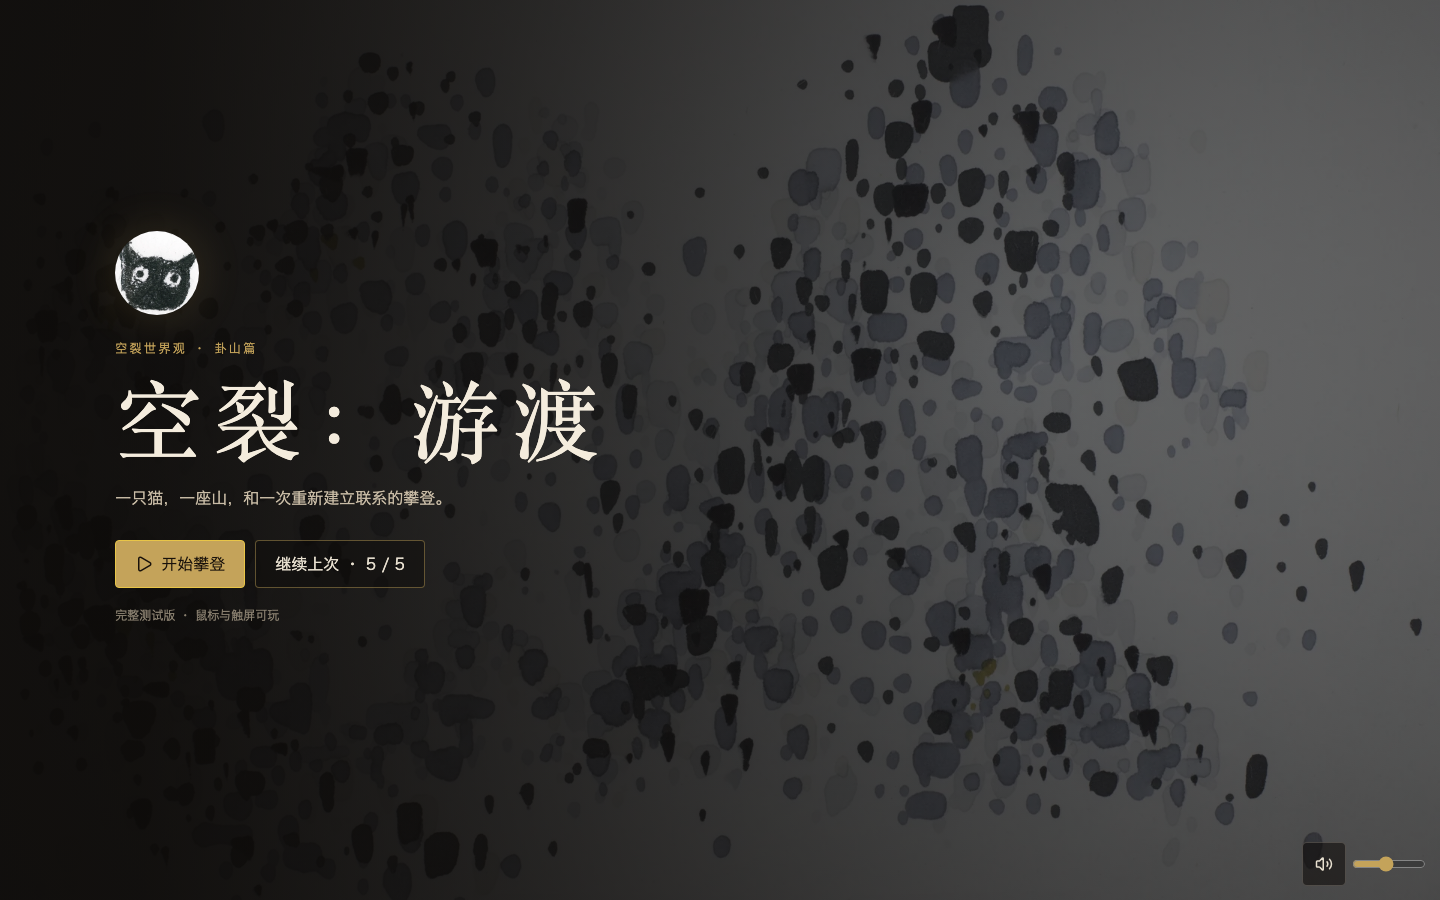 空裂世界观 · 卦山篇
空裂：游渡
一只猫，一座山，和一次重新建立联系的攀登。
开始攀登
继续上次 · 5 / 5
完整测试版 · 鼠标与触屏可玩